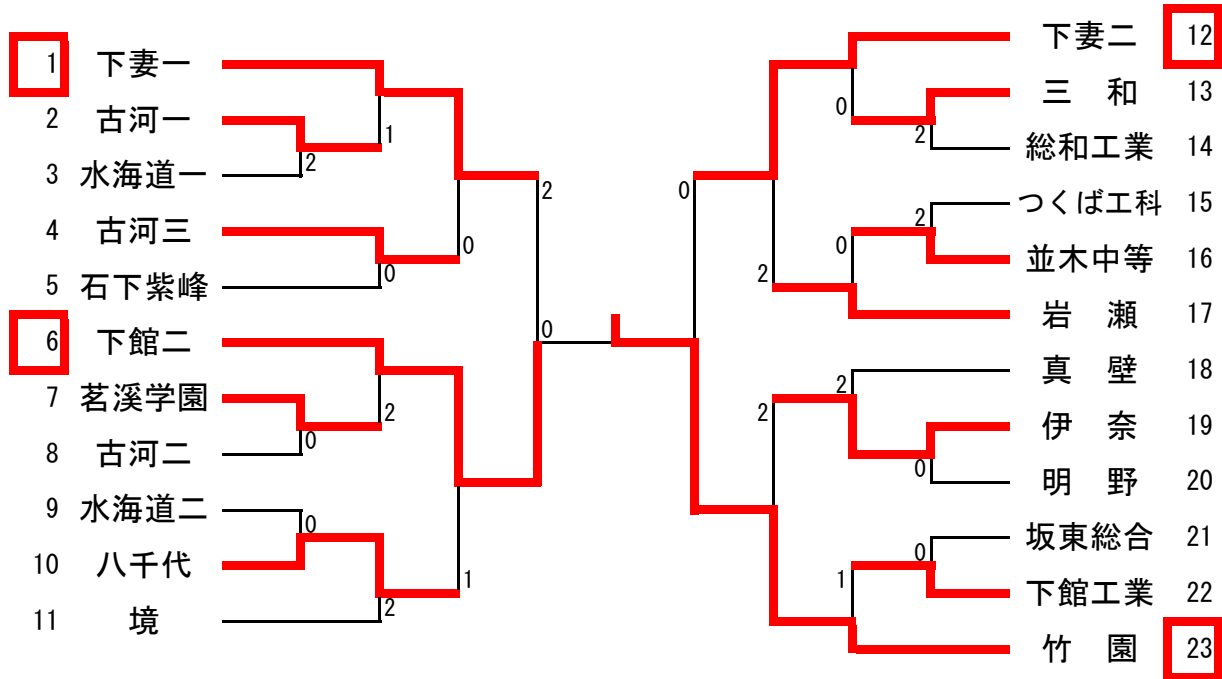 1 下妻一
2 古河一
3 水海道一
4 古河三
5 石下紫峰
6 下館二
7 茗溪学園
8 古河二
9 水海道二
10 八千代
11 境
1
2
0
0
2
0
0
2
1
2
0
下妻二 12
三 和 13
総和工業 14
つくば工科 15
並木中等 16
岩 瀬 17
真 壁 18
伊 奈 19
明 野 20
坂東総合 21
下館工業 22
竹 園 23
0
2
0
2
0
2
2
2
0
0
1